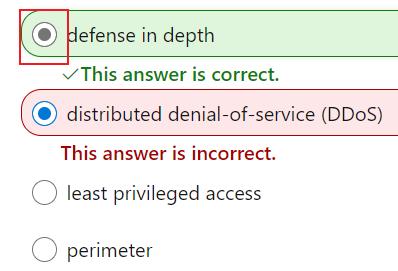 defense in depth
✓This answer is correct.
distributed denial-of-service (DDoS)
This answer is incorrect.
least privileged access
perimeter